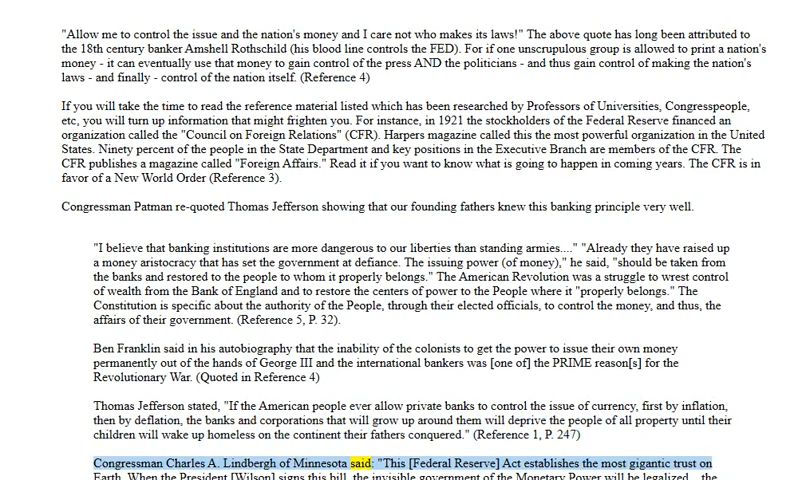 "Allow me to control the issue and the nation's money and I care not who makes its laws!" The above quote has long been attributed to
the 18th century banker Amshell Rothschild (his blood line controls the FED). For if one unscrupulous group is allowed to print a nation's
money - it can eventually use that money to gain control of the press AND the politicians - and thus gain control of making the nation's
laws - and finally - control of the nation itself. (Reference 4)
If you will take the time to read the reference material listed which has been researched by Professors of Universities, Congresspeople,
etc, you will turn up information that might frighten you. For instance, in 1921 the stockholders of the Federal Reserve financed an
organization called the "Council on Foreign Relations" (CFR). Harpers magazine called this the most powerful organization in the United
States. Ninety percent of the people in the State Department and key positions in the Executive Branch are members of the CFR. The
CFR publishes a magazine called "Foreign Affairs." Read it if you want to know what is going to happen in coming years. The CFR is in
favor of a New World Order (Reference 3).
Congressman Patman re-quoted Thomas Jefferson showing that our founding fathers knew this banking principle very well.
"I believe that banking institutions are more dangerous to our liberties than standing armies...." "Already they have raised up
a money aristocracy that has set the government at defiance. The issuing power (of money)," he said, "should be taken from
the banks and restored to the people to whom it properly belongs." The American Revolution was a struggle to wrest control
of wealth from the Bank of England and to restore the centers of power to the People where it "properly belongs." The
Constitution is specific about the authority of the People, through their elected officials, to control the money, and thus, the
affairs of their government. (Reference 5, P. 32).
Ben Franklin said in his autobiography that the inability of the colonists to get the power to issue their own money
permanently out of the hands of George III and the international bankers was [one of] the PRIME reason[s] for the
Revolutionary War. (Quoted in Reference 4)
Thomas Jefferson stated, "If the American people ever allow private banks to control the issue of currency, first by inflation,
then by deflation, the banks and corporations that will grow up around them will deprive the people of all property until their
children will wake up homeless on the continent their fathers conquered." (Reference 1, P. 247)
Congressman Charles A. Lindbergh of Minnesota said: "This [Federal Reserve] Act establishes the most gigantic trust on
Earth. When the President [Wilson] signs this bill, the invisible government of the Monetary Power will be legalized... the